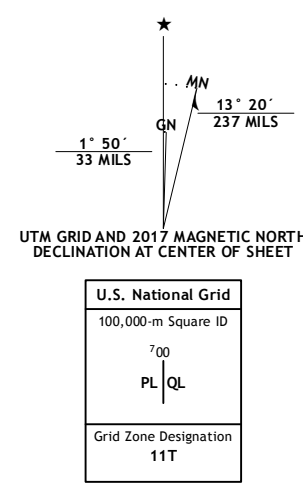 ★
MN
GN
13° 20´
237 MILS
1° 50´
33 MILS
UTM GRID AND 2017 MAGNETIC NORTH
DECLINATION AT CENTER OF SHEET
U.S. National Grid
100,000-m Square ID
⁷00
PL QL
Grid Zone Designation
11T